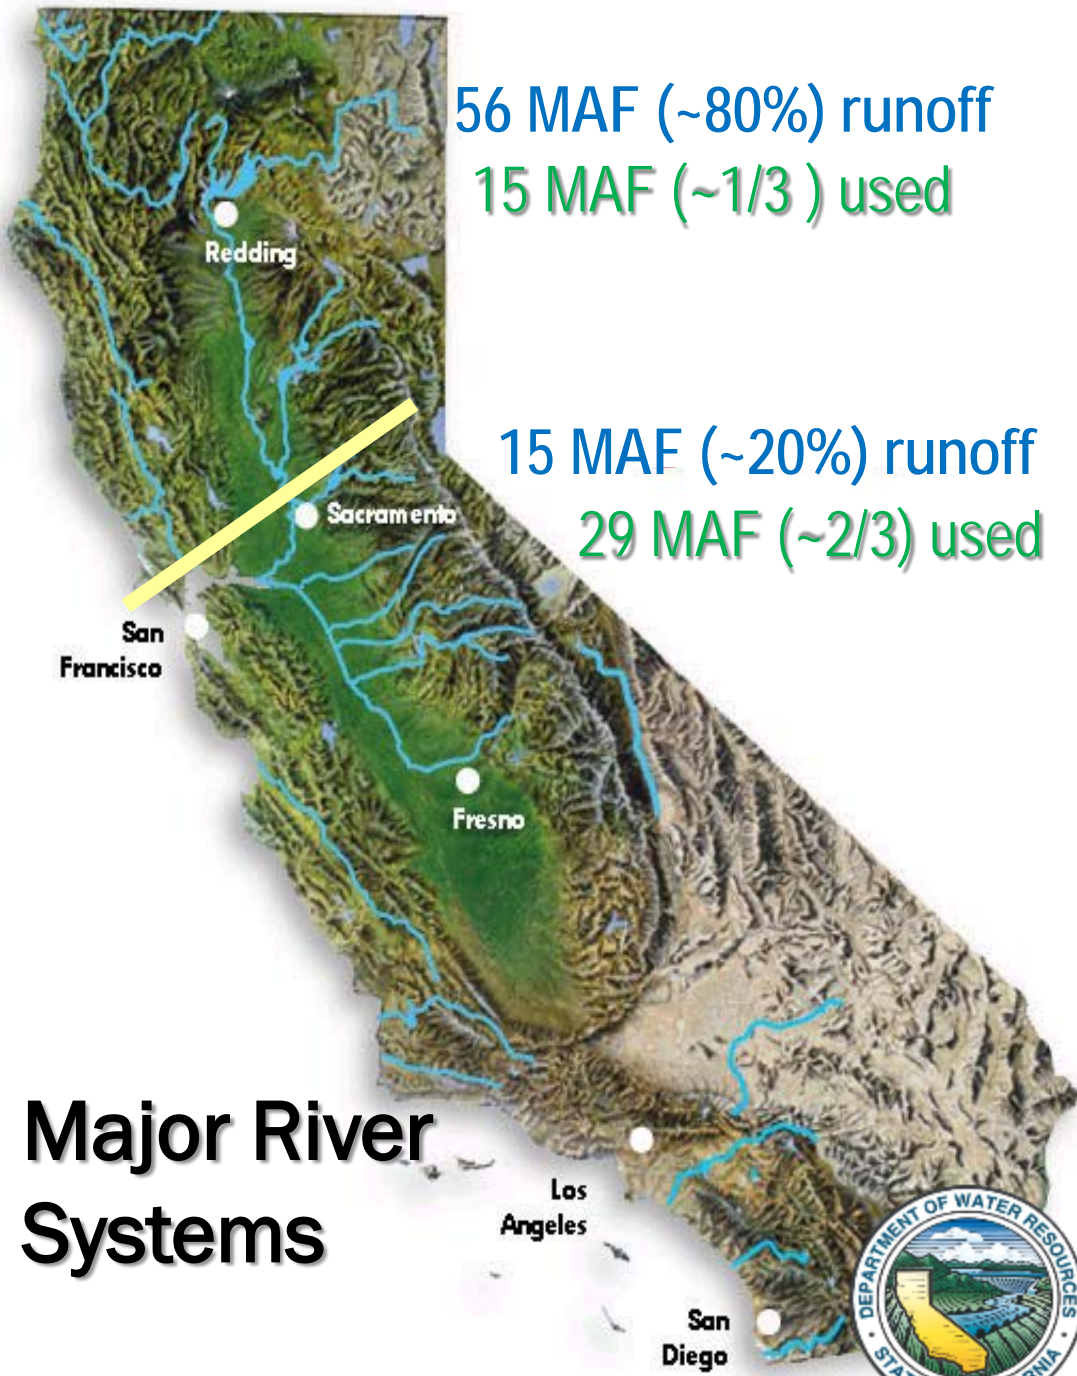 56 MAF (~80%) runoff
15 MAF (~1/3 ) used
Redding
15 MAF (~20%) runoff
29 MAF (~2/3) used
Sacramento
San
Francisco
Fresno
Major River
Systems
Los
Angeles
San
Diego
DEPARTMENT OF WATER RESOURCES